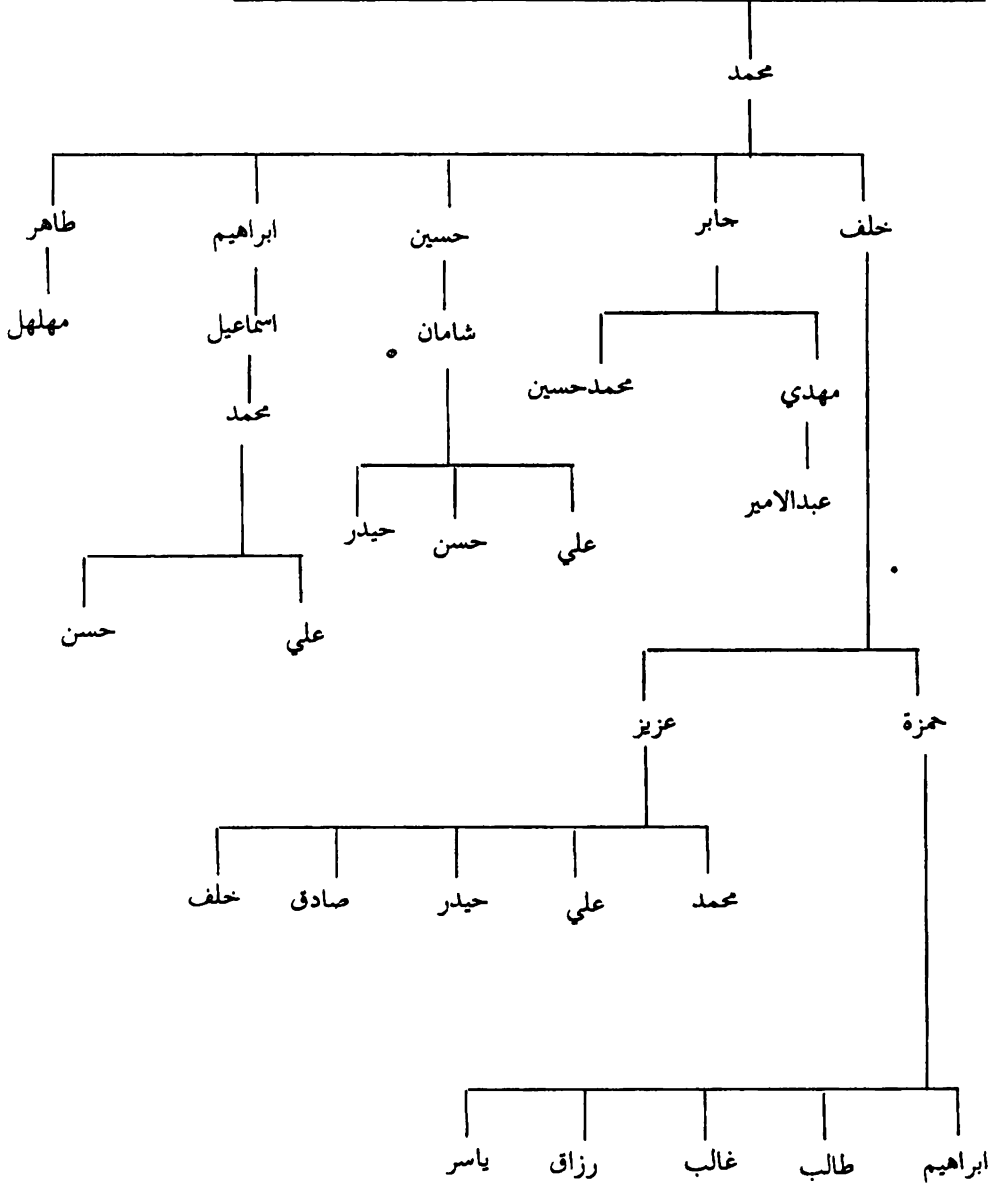 محمد
خلف جابر حسين ابراهيم طاهر
شامان اسماعيل مهلهل
مهدي محمدحسين محمد
عبدالامير
علي حسن حيدر
علي حسن
حمزة عزيز
محمد علي حيدر صادق خلف
ابراهيم طالب غالب رزاق ياسر